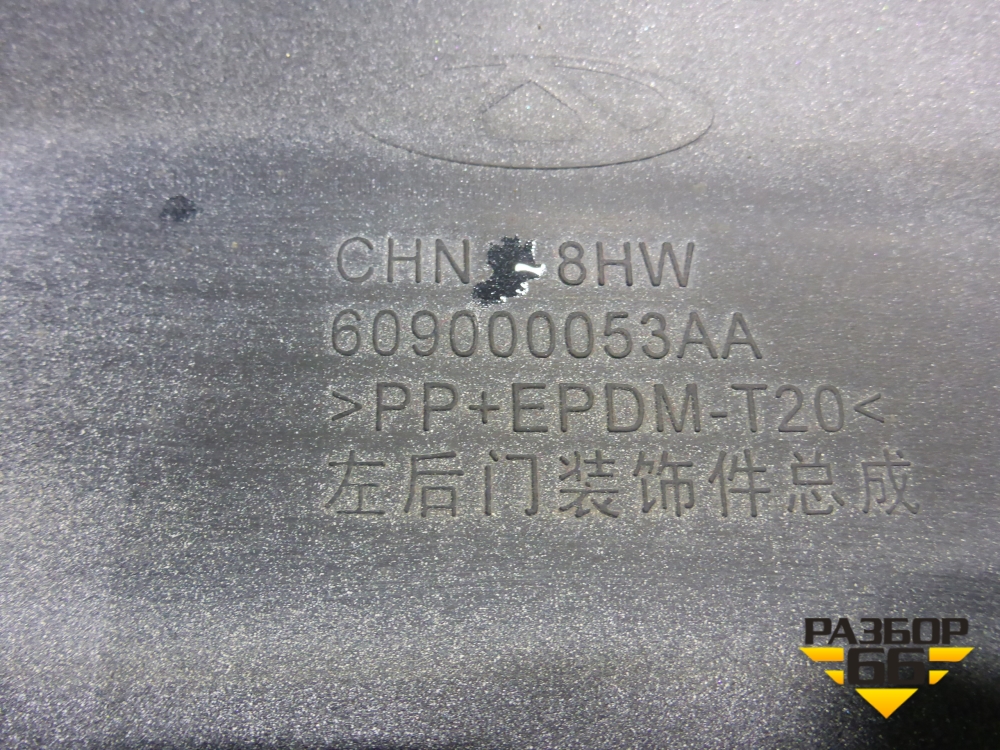 CHN 8HW
609000053AA
>PP+EPDM-T20<
左后门装饰件总成
РАЗБОР
66